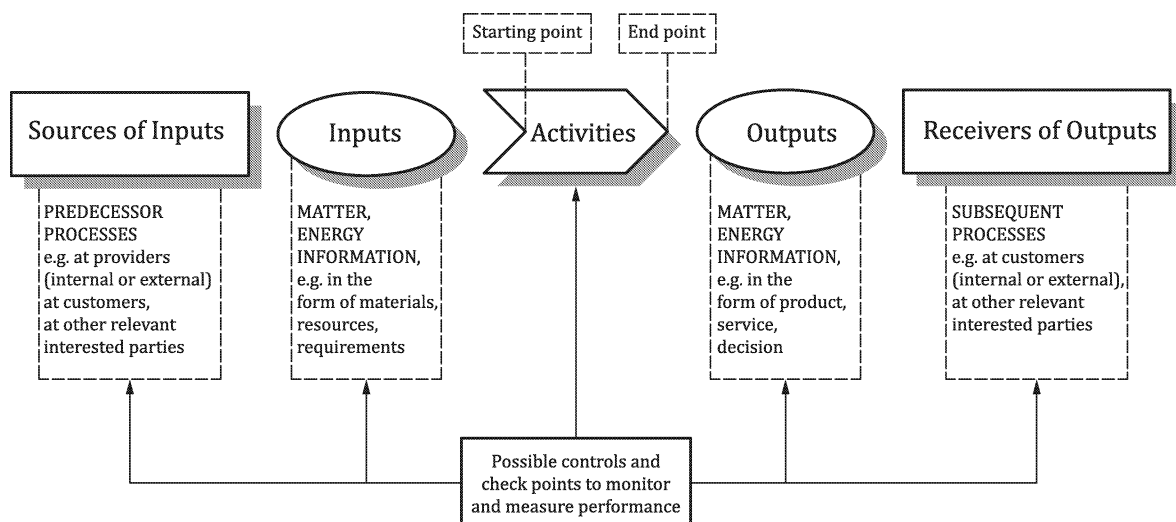 Starting point
End point
Sources of Inputs
Inputs
Activities
Outputs
Receivers of Outputs
PREDECESSOR
PROCESSES
e.g. at providers
(internal or external)
at customers,
at other relevant
interested parties
MATTER,
ENERGY
INFORMATION,
e.g. in the
form of materials,
resources,
requirements
MATTER,
ENERGY
INFORMATION,
e.g. in the
form of product,
service,
decision
SUBSEQUENT
PROCESSES
e.g. at customers
(internal or external),
at other relevant
interested parties
Possible controls and
check points to monitor
and measure performance